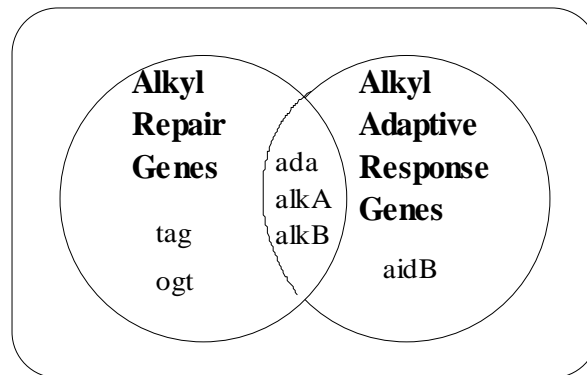 Alkyl
Repair
Genes
tag
ogt
ada
alkA
alkB
Alkyl
Adaptive
Response
Genes
aidB